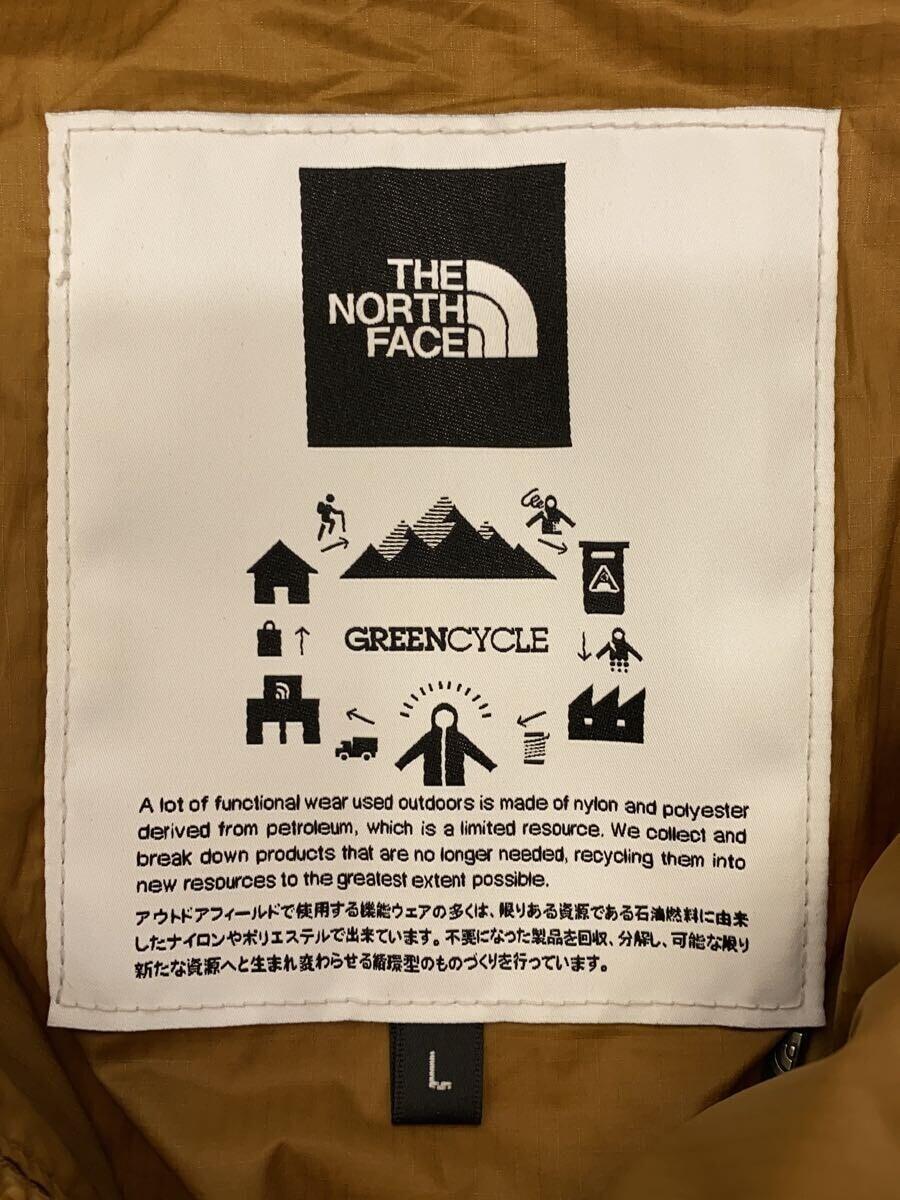 THE
NORTH
FACE
GREENCYCLE
A lot of functional wear used outdoors is made of nylon and polyester
derived from petroleum, which is a limited resource. We collect and
break down products that are no longer needed, recycling them into
new resources to the greatest extent possible.
アウトドアフィールドで使用する機能ウェアの多くは、限りある資源である石油燃料に由来
したナイロンやポリエステルで出来ています。不要になった製品を回収、分解し、可能な限り
新たな資源へと生まれ変わらせる循環型のものづくりを行っています。
L